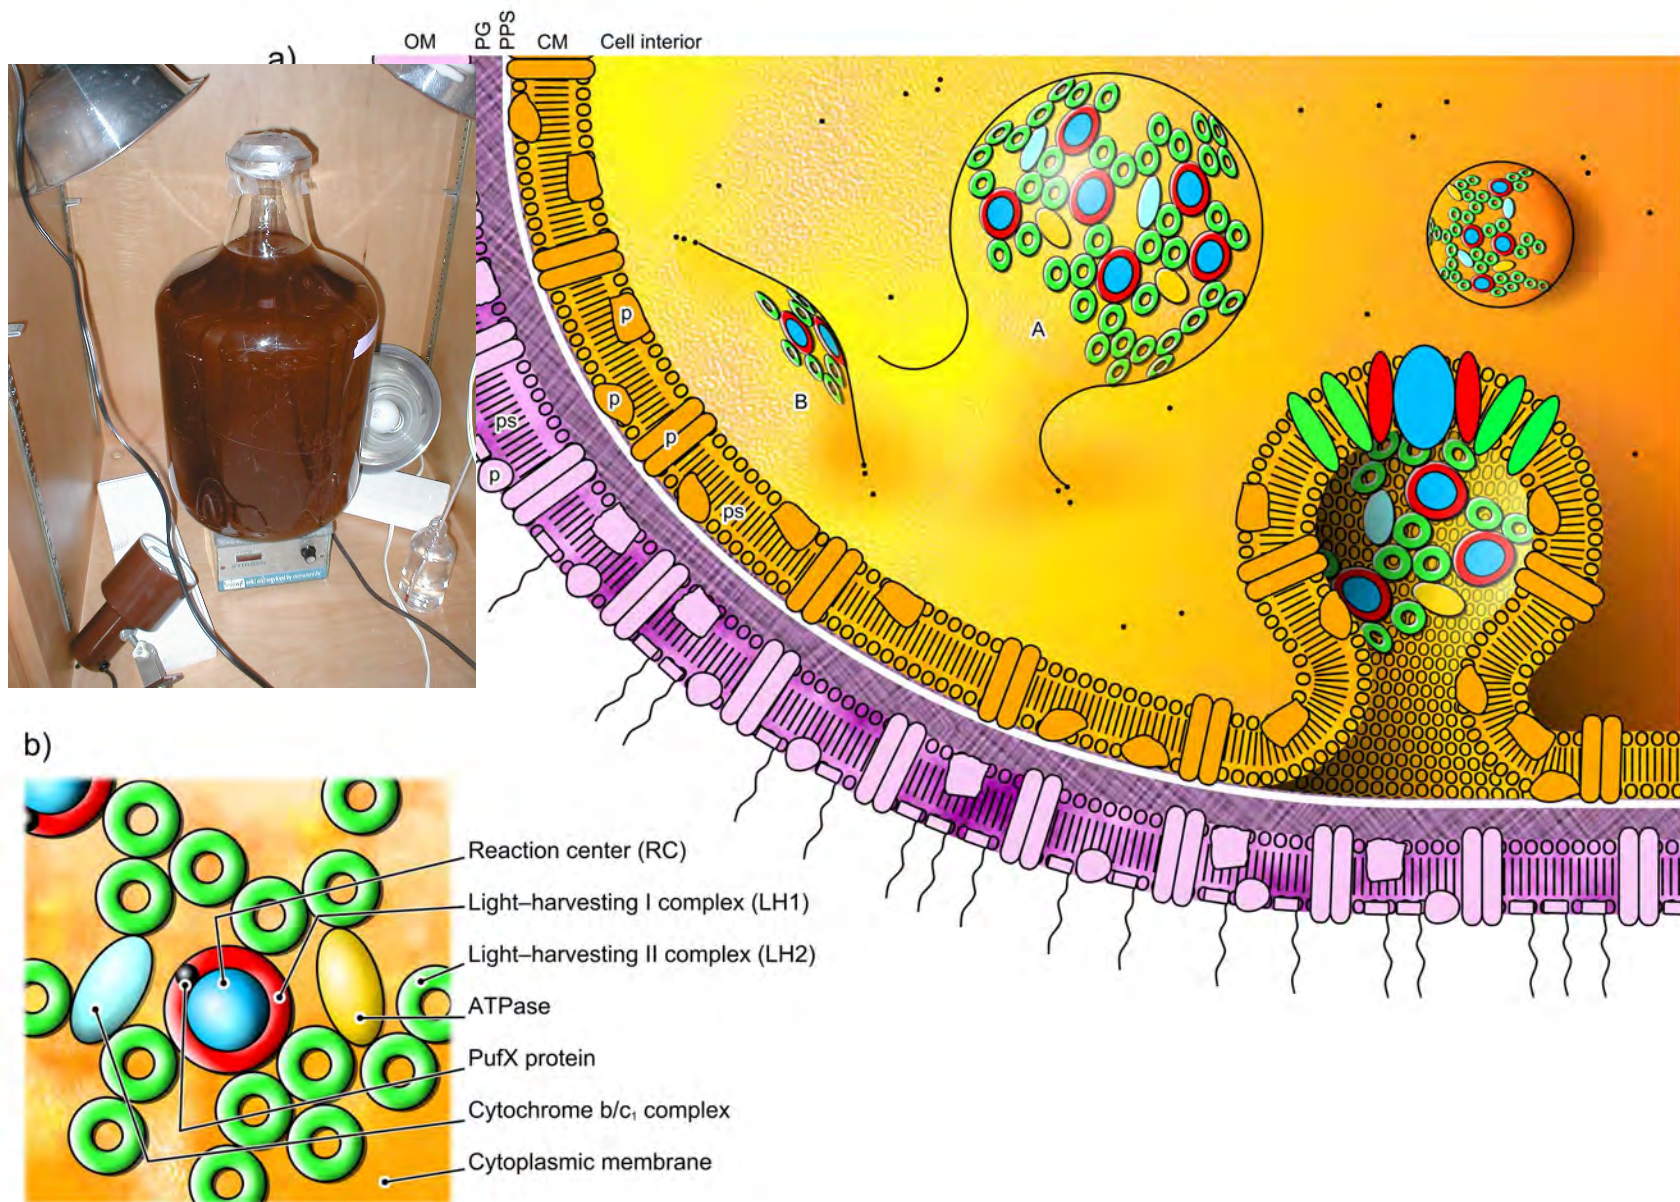 OM
PG
PPS
CM
Cell interior
a)
A
B
p
p
p
ps
ps
p
b)
Reaction center (RC)
Light–harvesting I complex (LH1)
Light–harvesting II complex (LH2)
ATPase
PufX protein
Cytochrome b/c₁ complex
Cytoplasmic membrane